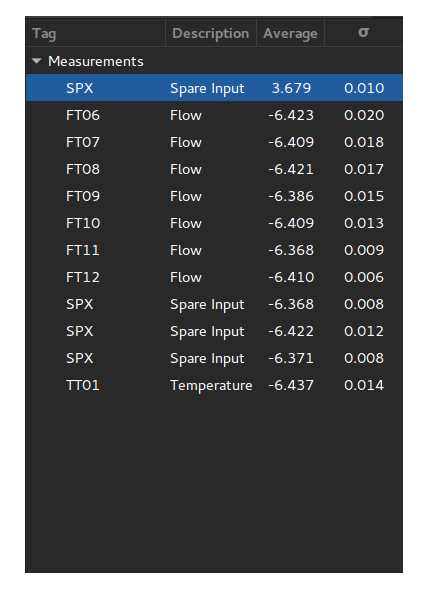 Tag Description Average σ
Measurements
SPX Spare Input 3.679 0.010
FT06 Flow -6.423 0.020
FT07 Flow -6.409 0.018
FT08 Flow -6.421 0.017
FT09 Flow -6.386 0.015
FT10 Flow -6.409 0.013
FT11 Flow -6.368 0.009
FT12 Flow -6.410 0.006
SPX Spare Input -6.368 0.008
SPX Spare Input -6.422 0.012
SPX Spare Input -6.371 0.008
TT01 Temperature -6.437 0.014